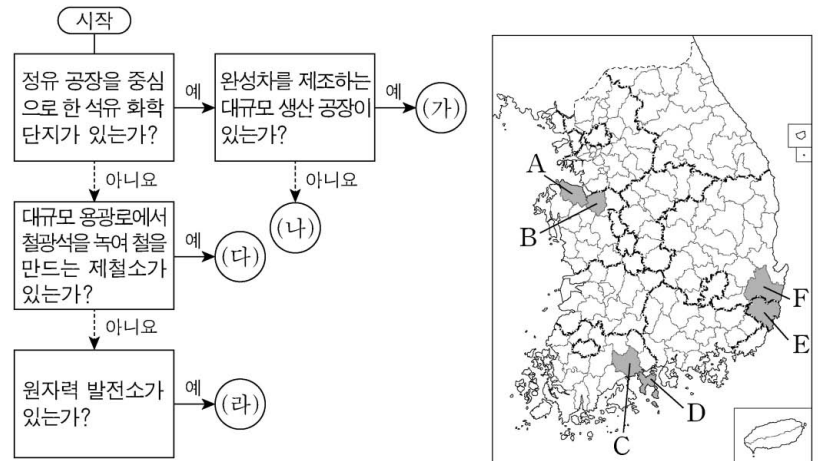 시작
정유 공장을 중심
으로 한 석유 화학
단지가 있는가?
예
완성차를 제조하는
대규모 생산 공장이
있는가?
예
(가)
아니요
아니요
(나)
대규모 용광로에서
철광석을 녹여 철을
만드는 제철소가
있는가?
예
(다)
아니요
원자력 발전소가
있는가?
예
(라)
A
B
C
D
E
F